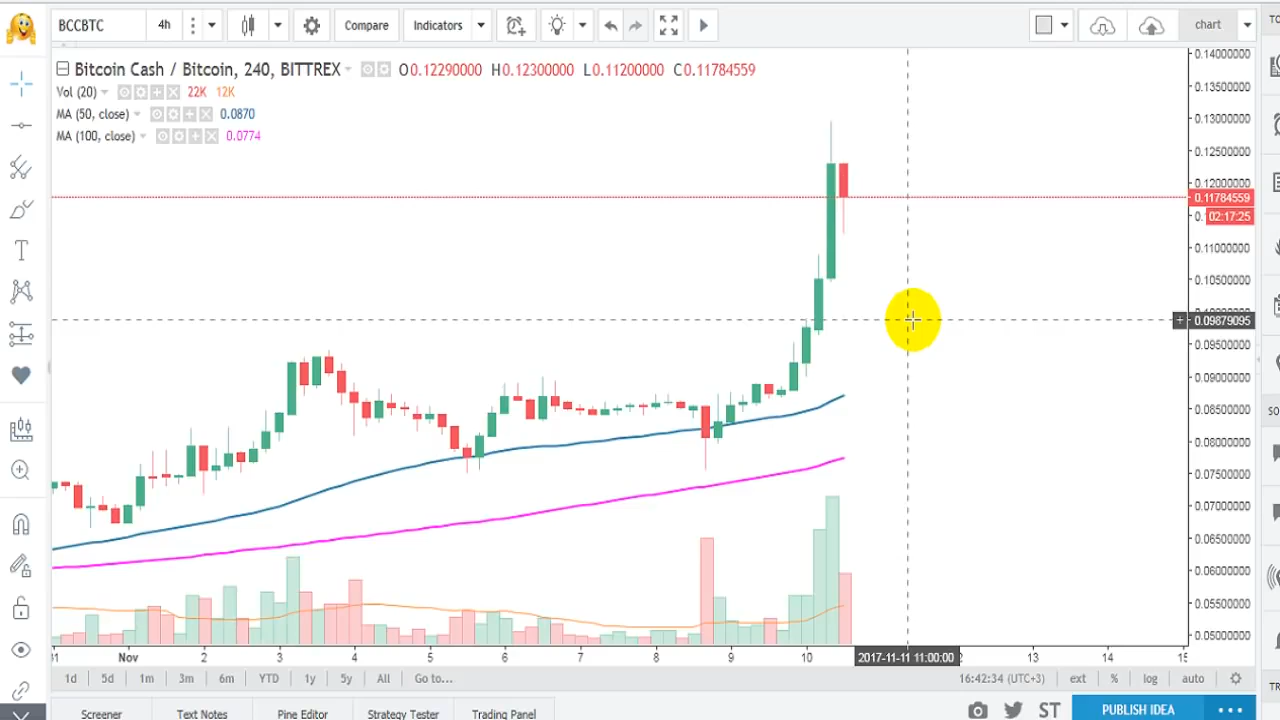 BCCBTC 4h Compare Indicators chart
Bitcoin Cash / Bitcoin, 240, BITTREX O0.12290000 H0.12300000 L0.11200000 C0.11784559
Vol (20) 22K 12K
MA (50, close) 0.0870
MA (100, close) 0.0774
0.14000000
0.13500000
0.13000000
0.12500000
0.12000000
0.11784559
02:17:25
0.11000000
0.10500000
0.09879095
0.09500000
0.09000000
0.08500000
0.08000000
0.07500000
0.07000000
0.06500000
0.06000000
0.05500000
0.05000000
Nov 2 3 4 5 6 7 8 9 10 2017-11-11 11:00:00 2 13 14 15
1d 5d 1m 3m 6m YTD 1y 5y All Go to... 16:42:34 (UTC+3) ext % log auto
Screener Text Notes Pine Editor Strategy Tester Trading Panel ST PUBLISH IDEA